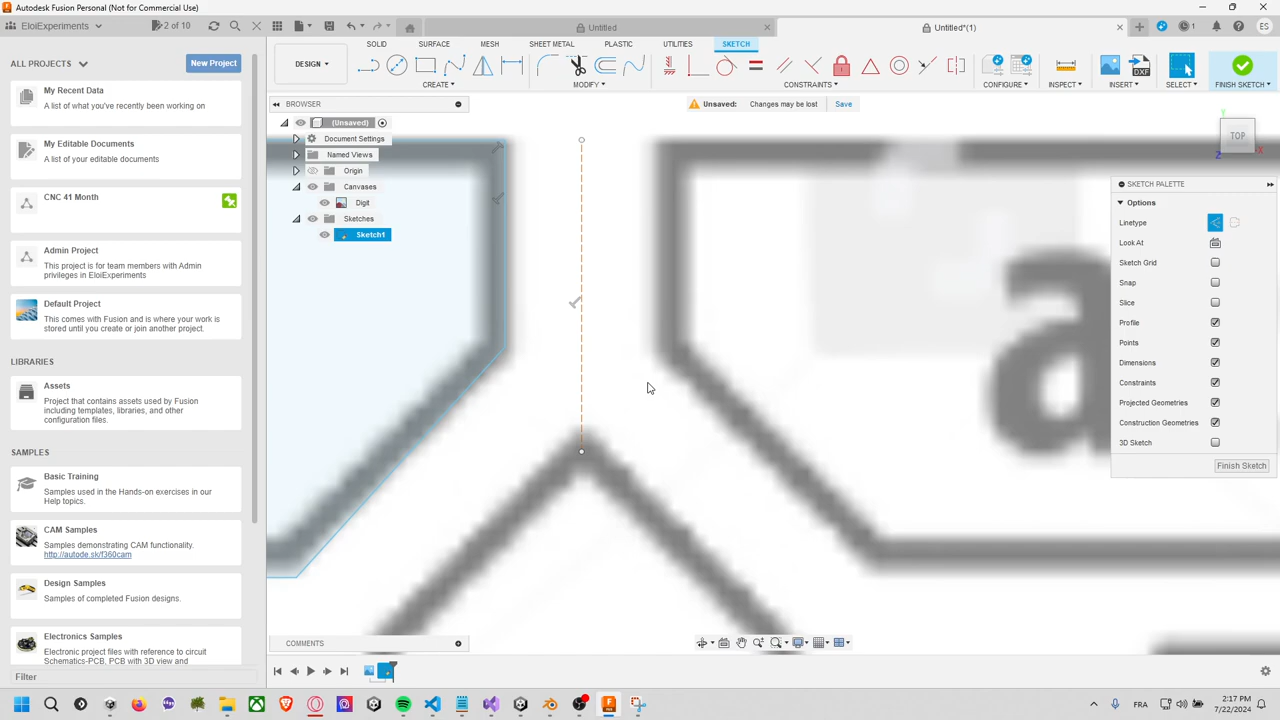 Autodesk Fusion Personal (Not for Commercial Use)
EloiExperiments
2 of 10
Untitled
Untitled*(1)
1
ES
ALL PROJECTS
New Project
My Recent Data
A list of what you've recently been working on
My Editable Documents
A list of your editable documents
CNC 41 Month
Admin Project
This project is for team members with Admin
privileges in EloiExperiments
Default Project
This comes with Fusion and is where your work is
stored until you create or join another project.
LIBRARIES
Assets
Project that contains assets used by Fusion
including templates, libraries, and other
configuration files.
SAMPLES
Basic Training
Samples used in the Hands-on exercises in our
Help topics.
CAM Samples
Samples demonstrating CAM functionality.
http://autode.sk/f360cam
Design Samples
Samples of completed Fusion designs.
Electronics Samples
Electronics project with reference to circuit
Schematics-PCB, PCB with 3D view and
Filter
DESIGN
SOLID
SURFACE
MESH
SHEET METAL
PLASTIC
UTILITIES
SKETCH
CREATE
MODIFY
CONSTRAINTS
CONFIGURE
INSPECT
INSERT
DXF
SELECT
FINISH SKETCH
BROWSER
Unsaved:
Changes may be lost
Save
(Unsaved)
Document Settings
Named Views
Origin
Canvases
Digit
Sketches
Sketch1
TOP
Y
X
Z
a
SKETCH PALETTE
Options
Linetype
Look At
Sketch Grid
Snap
Slice
Profile
Points
Dimensions
Constraints
Projected Geometries
Construction Geometries
3D Sketch
Finish Sketch
COMMENTS
FRA
2:17 PM
7/22/2024